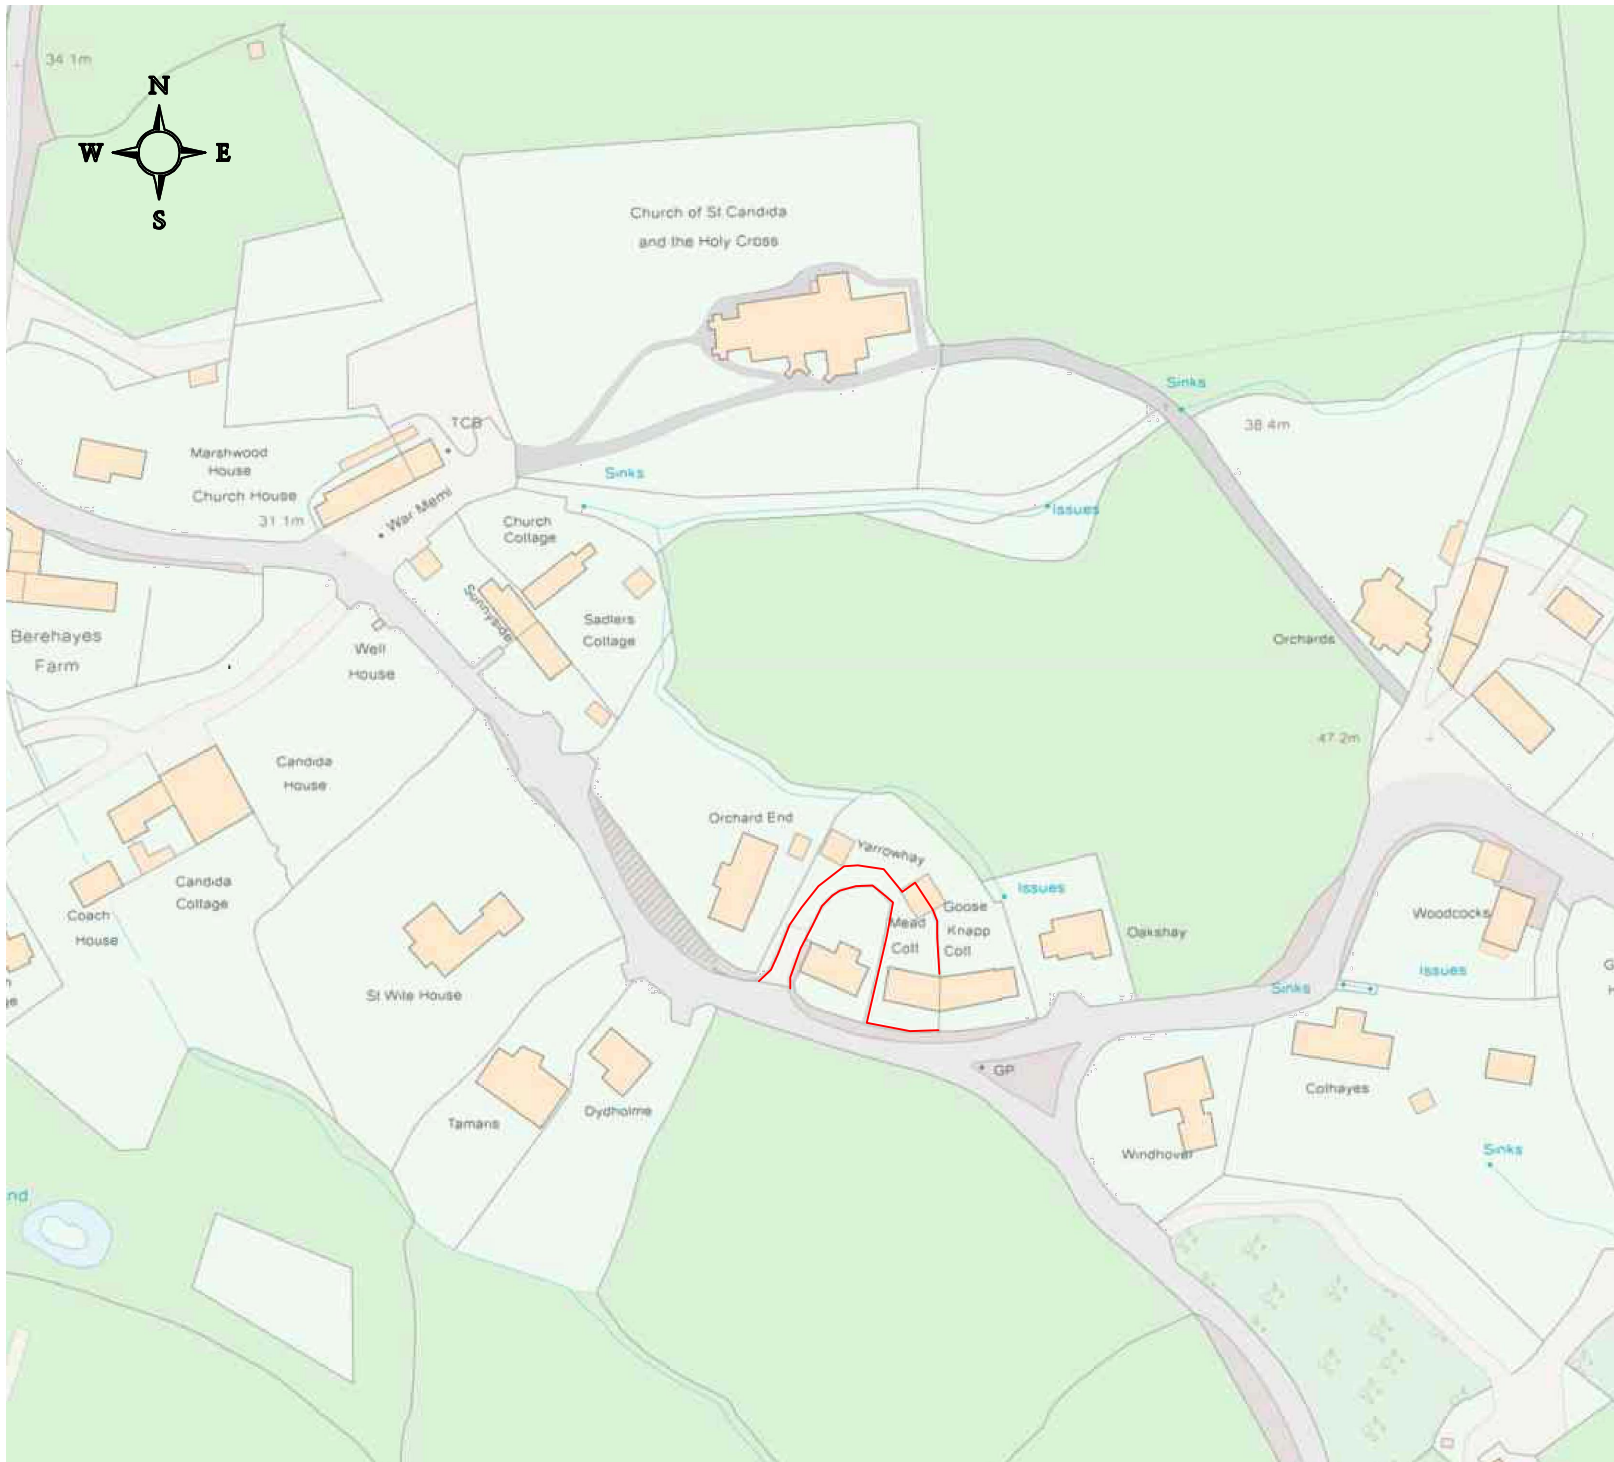 34.1m
N
W
E
S
Church of St Candida
and the Holy Cross
Sinks
38.4m
TCB
Marshwood
House
Church House
31.1m
War Meml
Sinks
Church
Cottage
Issues
Sunnyside
Sadlers
Cottage
Orchards
Berehayes
Farm
Well
House
47.2m
Candida
House
Orchard End
Yarrowhay
Candida
Cottage
Coach
House
Issues
Goose
Knapp
Cott
Mead
Cott
Oakshay
Woodcocks
Issues
Sinks
St Wite House
GP
Colhayes
Tamaris
Dydholme
Windhover
Sinks
nd